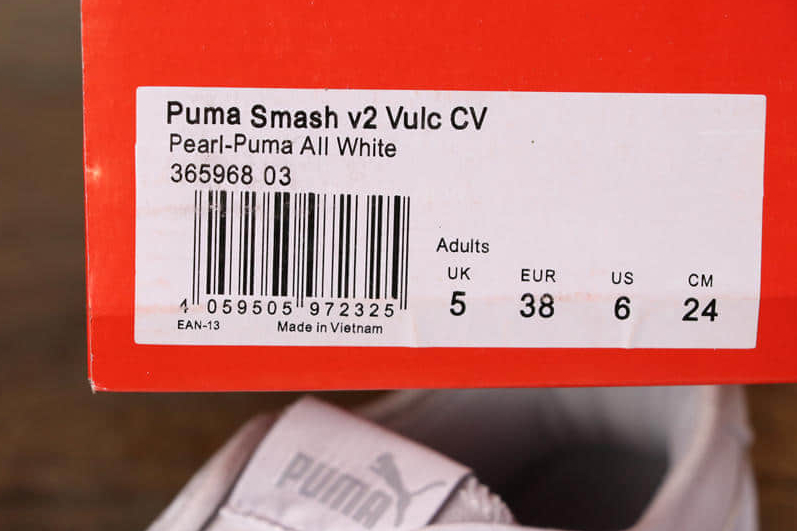 Puma Smash v2 Vulc CV
Pearl-Puma All White
365968 03
4 059505 972325
EAN-13
Made in Vietnam
Adults
UK EUR US CM
5 38 6 24
PUMA